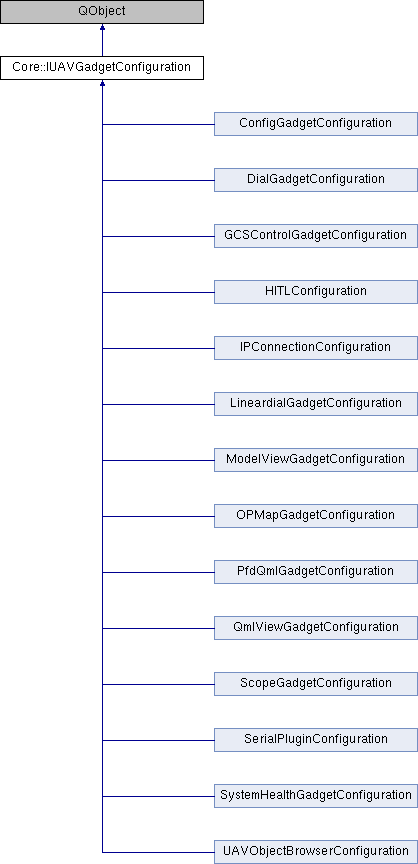 QObject
Core::IUAVGadgetConfiguration
ConfigGadgetConfiguration
DialGadgetConfiguration
GCSControlGadgetConfiguration
HITLConfiguration
IPConnectionConfiguration
LineardialGadgetConfiguration
ModelViewGadgetConfiguration
OPMapGadgetConfiguration
PfdQmlGadgetConfiguration
QmlViewGadgetConfiguration
ScopeGadgetConfiguration
SerialPluginConfiguration
SystemHealthGadgetConfiguration
UAVObjectBrowserConfiguration